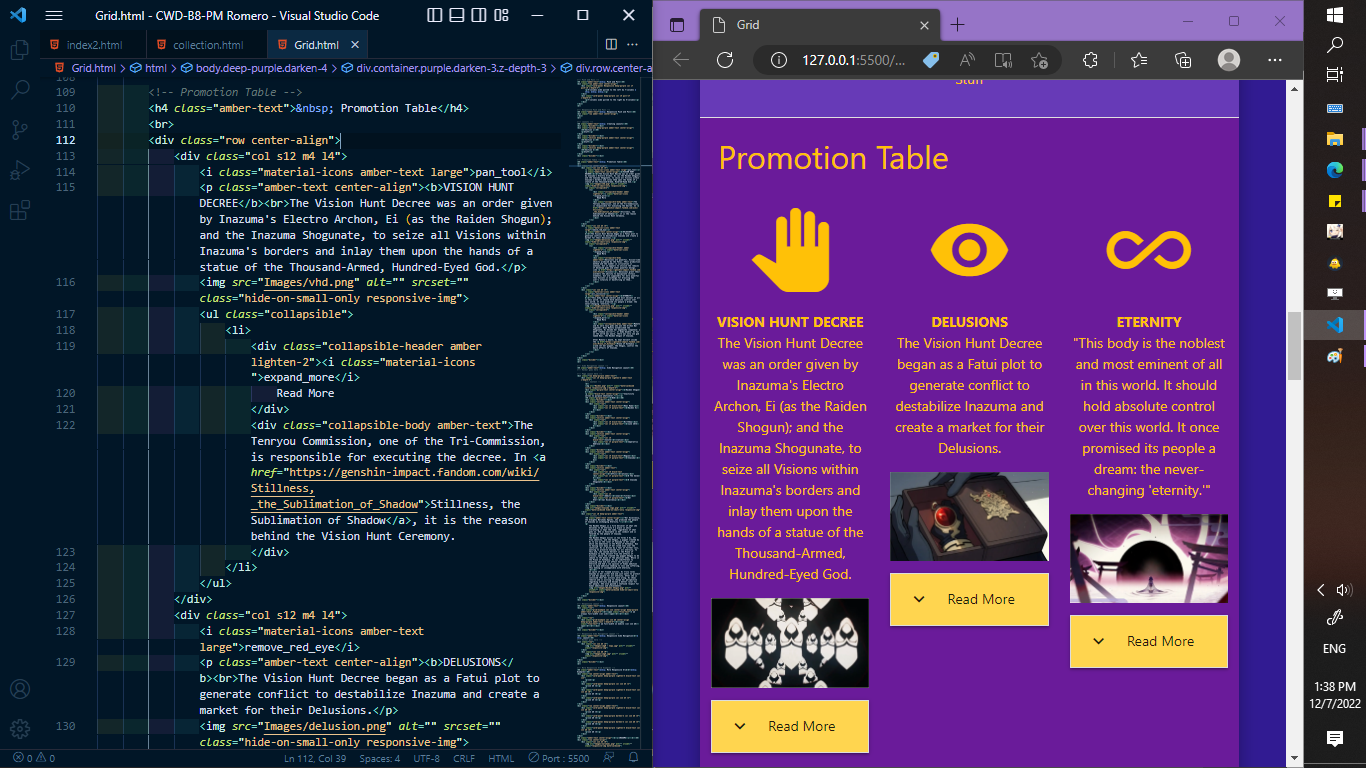 Grid.html - CWD-B8-PM Romero - Visual Studio Code
index2.html
collection.html
Grid.html
Grid.html > html > body.deep-purple.darken-4 > div.container.purple.darken-3.z-depth-3 > div.row.center-a
109 <!-- Promotion Table -->
110 <h4 class="amber-text">&nbsp; Promotion Table</h4>
111 <br>
112 <div class="row center-align">
113 <div class="col s12 m4 l4">
114 <i class="material-icons amber-text large">pan_tool</i>
115 <p class="amber-text center-align"><b>VISION HUNT
DECREE</b><br>The Vision Hunt Decree was an order given
by Inazuma's Electro Archon, Ei (as the Raiden Shogun);
and the Inazuma Shogunate, to seize all Visions within
Inazuma's borders and inlay them upon the hands of a
statue of the Thousand-Armed, Hundred-Eyed God.</p>
116 <img src="Images/vhd.png" alt="" srcset=""
class="hide-on-small-only responsive-img">
117 <ul class="collapsible">
118 <li>
119 <div class="collapsible-header amber
lighten-2"><i class="material-icons
">expand_more</i>
120 Read More
121 </div>
122 <div class="collapsible-body amber-text">The
Tenryou Commission, one of the Tri-Commission,
is responsible for executing the decree. In <a
href="https://genshin-impact.fandom.com/wiki/
Stillness,
_the_Sublimation_of_Shadow">Stillness, the
Sublimation of Shadow</a>, it is the reason
behind the Vision Hunt Ceremony.
123 </div>
124 </li>
125 </ul>
126 </div>
127 <div class="col s12 m4 l4">
128 <i class="material-icons amber-text
large">remove_red_eye</i>
129 <p class="amber-text center-align"><b>DELUSIONS</
b><br>The Vision Hunt Decree began as a Fatui plot to
generate conflict to destabilize Inazuma and create a
market for their Delusions.</p>
130 <img src="Images/delusion.png" alt="" srcset=""
class="hide-on-small-only responsive-img">
0 0
Ln 112, Col 39
Spaces: 4
UTF-8
CRLF
HTML
Port : 5500
Grid
127.0.0.1:5500/...
Staff
Promotion Table
VISION HUNT DECREE
The Vision Hunt Decree
was an order given by
Inazuma's Electro
Archon, Ei (as the Raiden
Shogun); and the
Inazuma Shogunate, to
seize all Visions within
Inazuma's borders and
inlay them upon the
hands of a statue of the
Thousand-Armed,
Hundred-Eyed God.
Read More
DELUSIONS
The Vision Hunt Decree
began as a Fatui plot to
generate conflict to
destabilize Inazuma and
create a market for their
Delusions.
Read More
ETERNITY
"This body is the noblest
and most eminent of all
in this world. It should
hold absolute control
over this world. It once
promised its people a
dream: the never-
changing 'eternity.'"
Read More
ENG
1:38 PM
12/7/2022